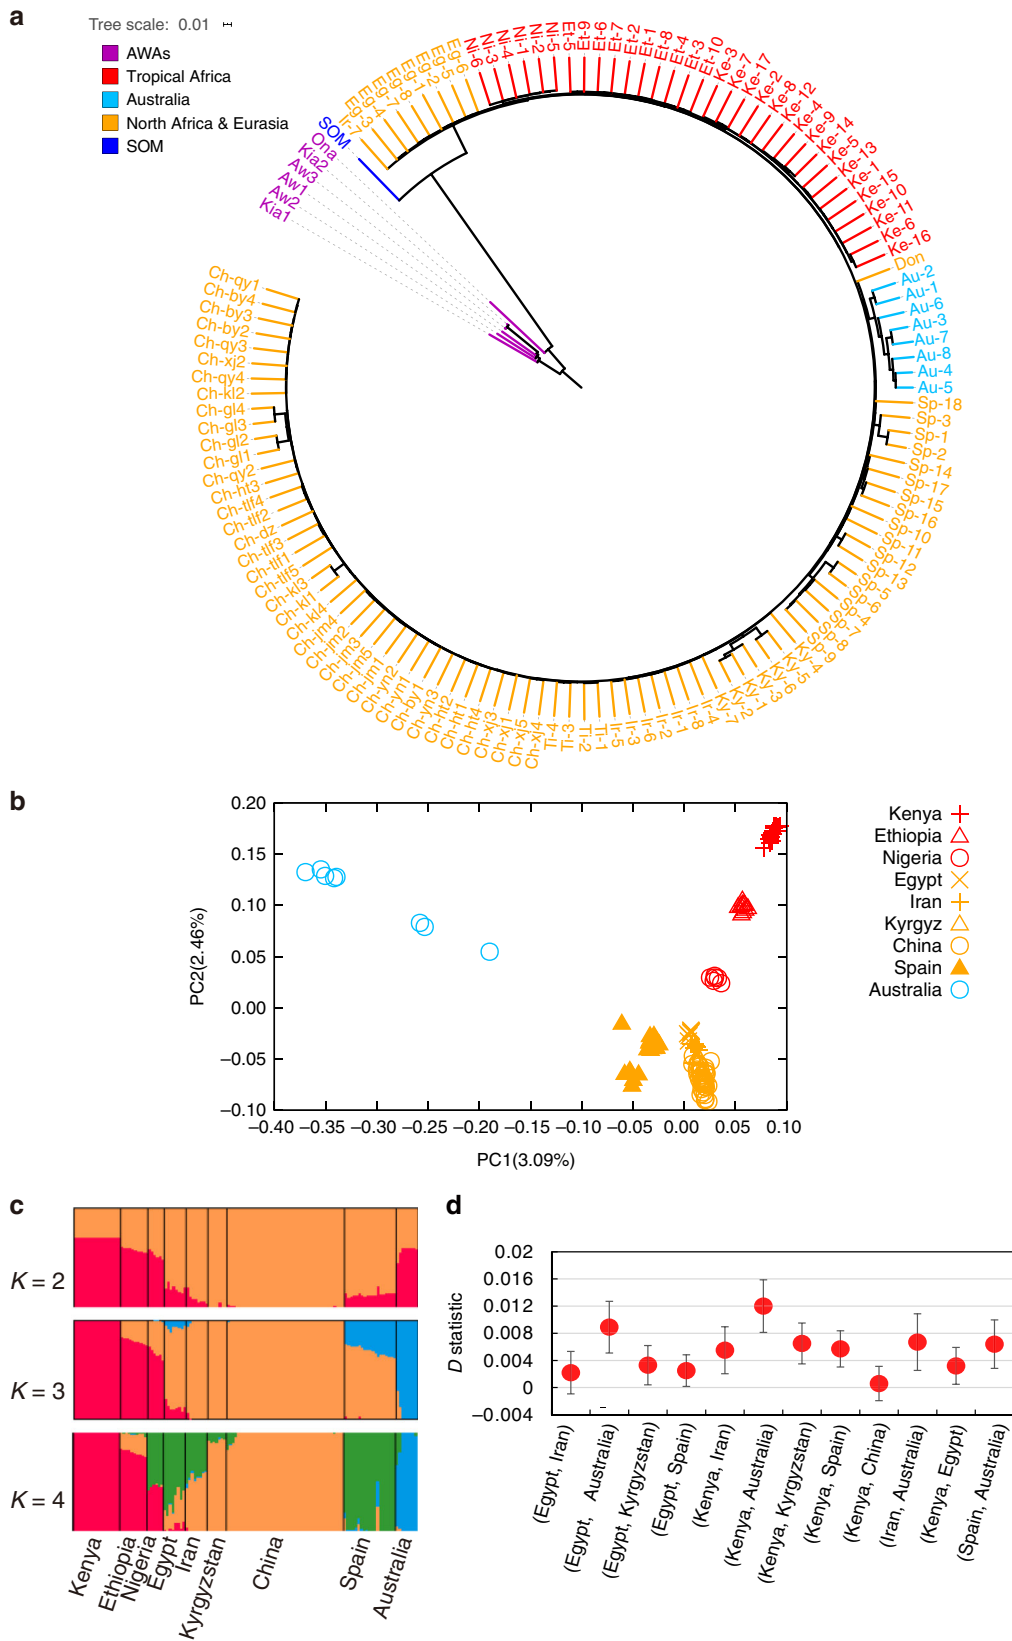 a
Tree scale: 0.01
AWAs
Tropical Africa
Australia
North Africa & Eurasia
SOM
Kia1
Aw2
Aw1
Aw3
Kia2
Ona
SOM
Ni-6
Ni-3
Ni-4
Ni-1
Ni-2
Ni-5
Et-5
Et-9
Et-6
Et-7
Et-2
Et-1
Et-8
Et-4
Et-3
Et-10
Ke-3
Ke-7
Ke-17
Ke-2
Ke-8
Ke-12
Ke-4
Ke-9
Ke-14
Ke-5
Ke-13
Ke-1
Ke-15
Ke-10
Ke-11
Ke-6
Ke-16
Don
Au-2
Au-1
Au-6
Au-3
Au-7
Au-8
Au-4
Au-5
Sp-18
Sp-3
Sp-1
Sp-2
Sp-14
Sp-17
Sp-15
Sp-16
Sp-10
Sp-11
Sp-12
Sp-13
Ti-1
Ti-2
Ti-3
Ti-4
Ch-xj4
Ch-xj5
Ch-xj1
Ch-xj3
Ch-ht4
Ch-ht1
Ch-ht2
Ch-yn3
Ch-by1
Ch-yn1
Ch-yn2
Ch-jm1
Ch-jm5
Ch-jm3
Ch-jm2
Ch-jm4
Ch-kl4
Ch-kl1
Ch-kl3
Ch-tlf5
Ch-tlf1
Ch-tlf3
Ch-dz
Ch-tlf2
Ch-tlf4
Ch-ht3
Ch-qy2
Ch-gl1
Ch-gl2
Ch-gl3
Ch-gl4
Ch-kl2
Ch-qy4
Ch-xj2
Ch-qy3
Ch-by2
Ch-by3
Ch-by4
Ch-qy1
b
0.20
0.15
0.10
0.05
0.00
−0.05
−0.10
PC2(2.46%)
−0.40 −0.35 −0.30 −0.25 −0.20 −0.15 −0.10 −0.05 0.00 0.05 0.10
PC1(3.09%)
Kenya
Ethiopia
Nigeria
Egypt
Iran
Kyrgyz
China
Spain
Australia
c
K = 2
K = 3
K = 4
Kenya
Ethiopia
Nigeria
Egypt
Iran
Kyrgyzstan
China
Spain
Australia
d
0.02
0.016
0.012
0.008
0.004
0
−0.004
D statistic
(Egypt, Iran)
(Egypt, Australia)
(Egypt, Kyrgyzstan)
(Egypt, Spain)
(Kenya, Iran)
(Kenya, Australia)
(Kenya, Kyrgyzstan)
(Kenya, Spain)
(Kenya, China)
(Iran, Australia)
(Kenya, Egypt)
(Spain, Australia)